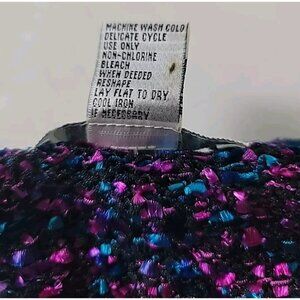 MACHINE WASH COLD
DELICATE CYCLE
USE ONLY
NON-CHLORINE
BLEACH
WHEN DEEDED
RESHAPE
LAY FLAT TO DRY
COOL IRON
IF NECESSARY